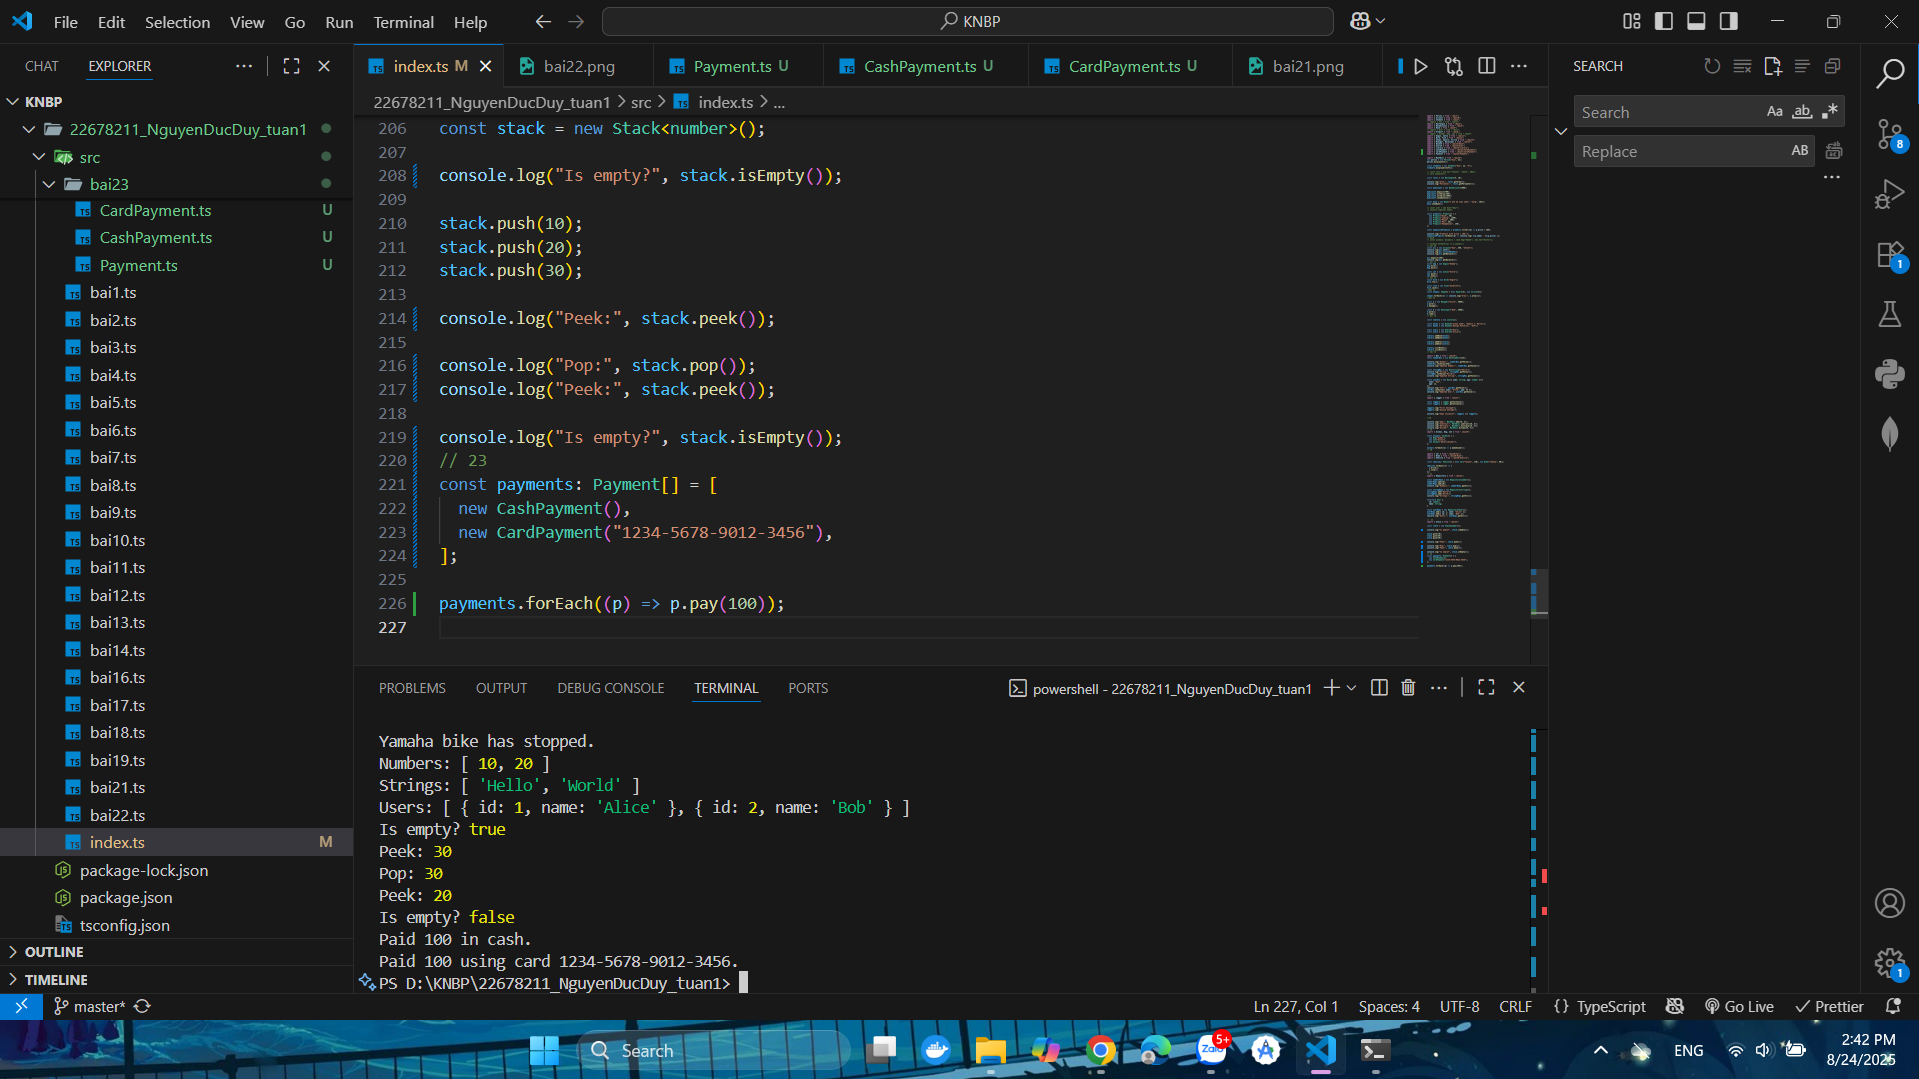 File Edit Selection View Go Run Terminal Help
KNBP
CHAT EXPLORER
KNBP
22678211_NguyenDucDuy_tuan1
src
bai23
CardPayment.ts U
CashPayment.ts U
Payment.ts U
bai1.ts
bai2.ts
bai3.ts
bai4.ts
bai5.ts
bai6.ts
bai7.ts
bai8.ts
bai9.ts
bai10.ts
bai11.ts
bai12.ts
bai13.ts
bai14.ts
bai16.ts
bai17.ts
bai18.ts
bai19.ts
bai21.ts
bai22.ts
index.ts M
package-lock.json
package.json
tsconfig.json
OUTLINE
TIMELINE
index.ts M bai22.png Payment.ts U CashPayment.ts U CardPayment.ts U bai21.png
22678211_NguyenDucDuy_tuan1 > src > index.ts > ...
206 const stack = new Stack<number>();
207
208 console.log("Is empty?", stack.isEmpty());
209
210 stack.push(10);
211 stack.push(20);
212 stack.push(30);
213
214 console.log("Peek:", stack.peek());
215
216 console.log("Pop:", stack.pop());
217 console.log("Peek:", stack.peek());
218
219 console.log("Is empty?", stack.isEmpty());
220 // 23
221 const payments: Payment[] = [
222 new CashPayment(),
223 new CardPayment("1234-5678-9012-3456"),
224 ];
225
226 payments.forEach((p) => p.pay(100));
227
PROBLEMS OUTPUT DEBUG CONSOLE TERMINAL PORTS
powershell - 22678211_NguyenDucDuy_tuan1
Yamaha bike has stopped.
Numbers: [ 10, 20 ]
Strings: [ 'Hello', 'World' ]
Users: [ { id: 1, name: 'Alice' }, { id: 2, name: 'Bob' } ]
Is empty? true
Peek: 30
Pop: 30
Peek: 20
Is empty? false
Paid 100 in cash.
Paid 100 using card 1234-5678-9012-3456.
PS D:\KNBP\22678211_NguyenDucDuy_tuan1>
SEARCH
Search Aa ab .*
Replace AB
8
1
1
master* Ln 227, Col 1 Spaces: 4 UTF-8 CRLF {} TypeScript Go Live Prettier
Search
Zalo 5+
ENG
2:42 PM
8/24/2025